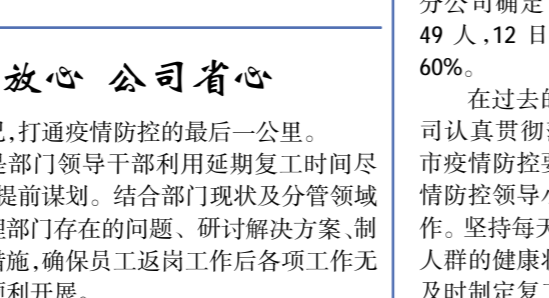 放心 公司省心
,打通疫情防控的最后一公里。
是部门领导干部利用延期复工时间尽
提前谋划。结合部门现状及分管领域
理部门存在的问题、研讨解决方案、制
措施,确保员工返岗工作后各项工作无
顺利开展。
分公司确定
49 人,12 日
60%。
在过去的
司认真贯彻
市疫情防控要
情防控领导小
作。坚持每天
人群的健康状
及时制定复工